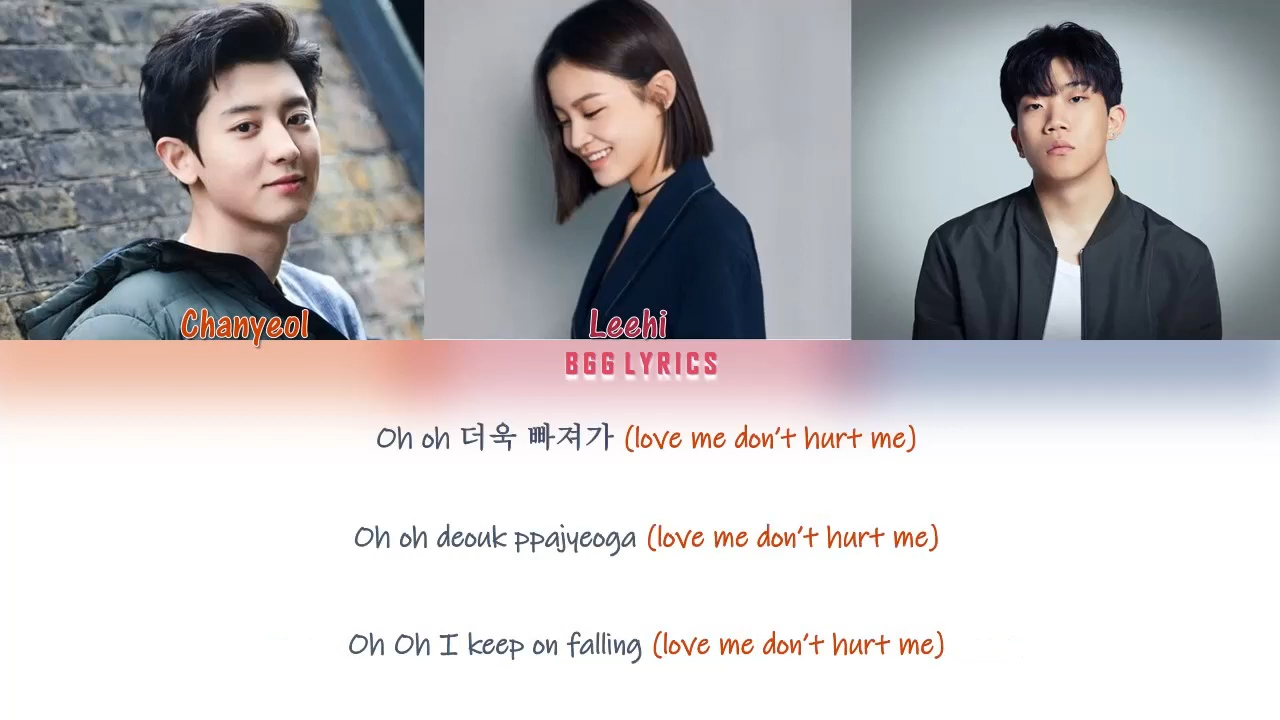 Chanyeol
Leehi
BGG LYRICS
Oh oh 더욱 빠져가 (love me don't hurt me)
Oh oh deouk ppajyeoga (love me don't hurt me)
Oh Oh I keep on falling (love me don't hurt me)